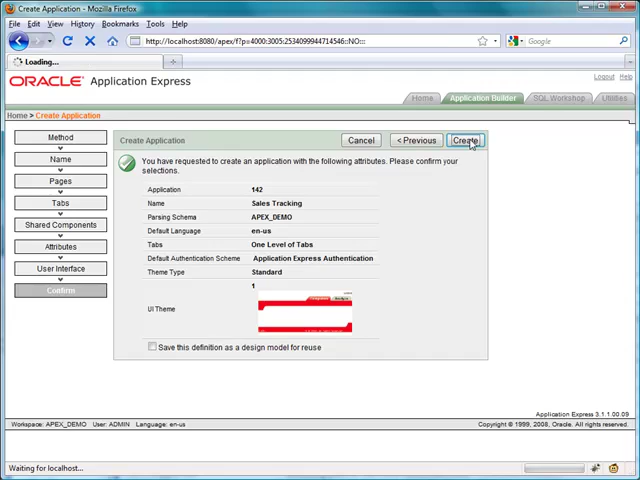 Create Application - Mozilla Firefox
File Edit View History Bookmarks Tools Help
http://localhost:8080/apex/f?p=4000:3005:2534099944714546::NO:::
Google
Loading...
ORACLE Application Express
Logout Help
Home Application Builder SQL Workshop Utilities
Home > Create Application
Method
Name
Pages
Tabs
Shared Components
Attributes
User Interface
Confirm
Create Application
Cancel < Previous Create
You have requested to create an application with the following attributes. Please confirm your
selections.
Application 142
Name Sales Tracking
Parsing Schema APEX_DEMO
Default Language en-us
Tabs One Level of Tabs
Default Authentication Scheme Application Express Authentication
Theme Type Standard
1
UI Theme
Save this definition as a design model for reuse
Application Express 3.1.1.00.09
Workspace: APEX_DEMO User: ADMIN Language: en-us
Copyright © 1999, 2008, Oracle. All rights reserved.
Waiting for localhost...